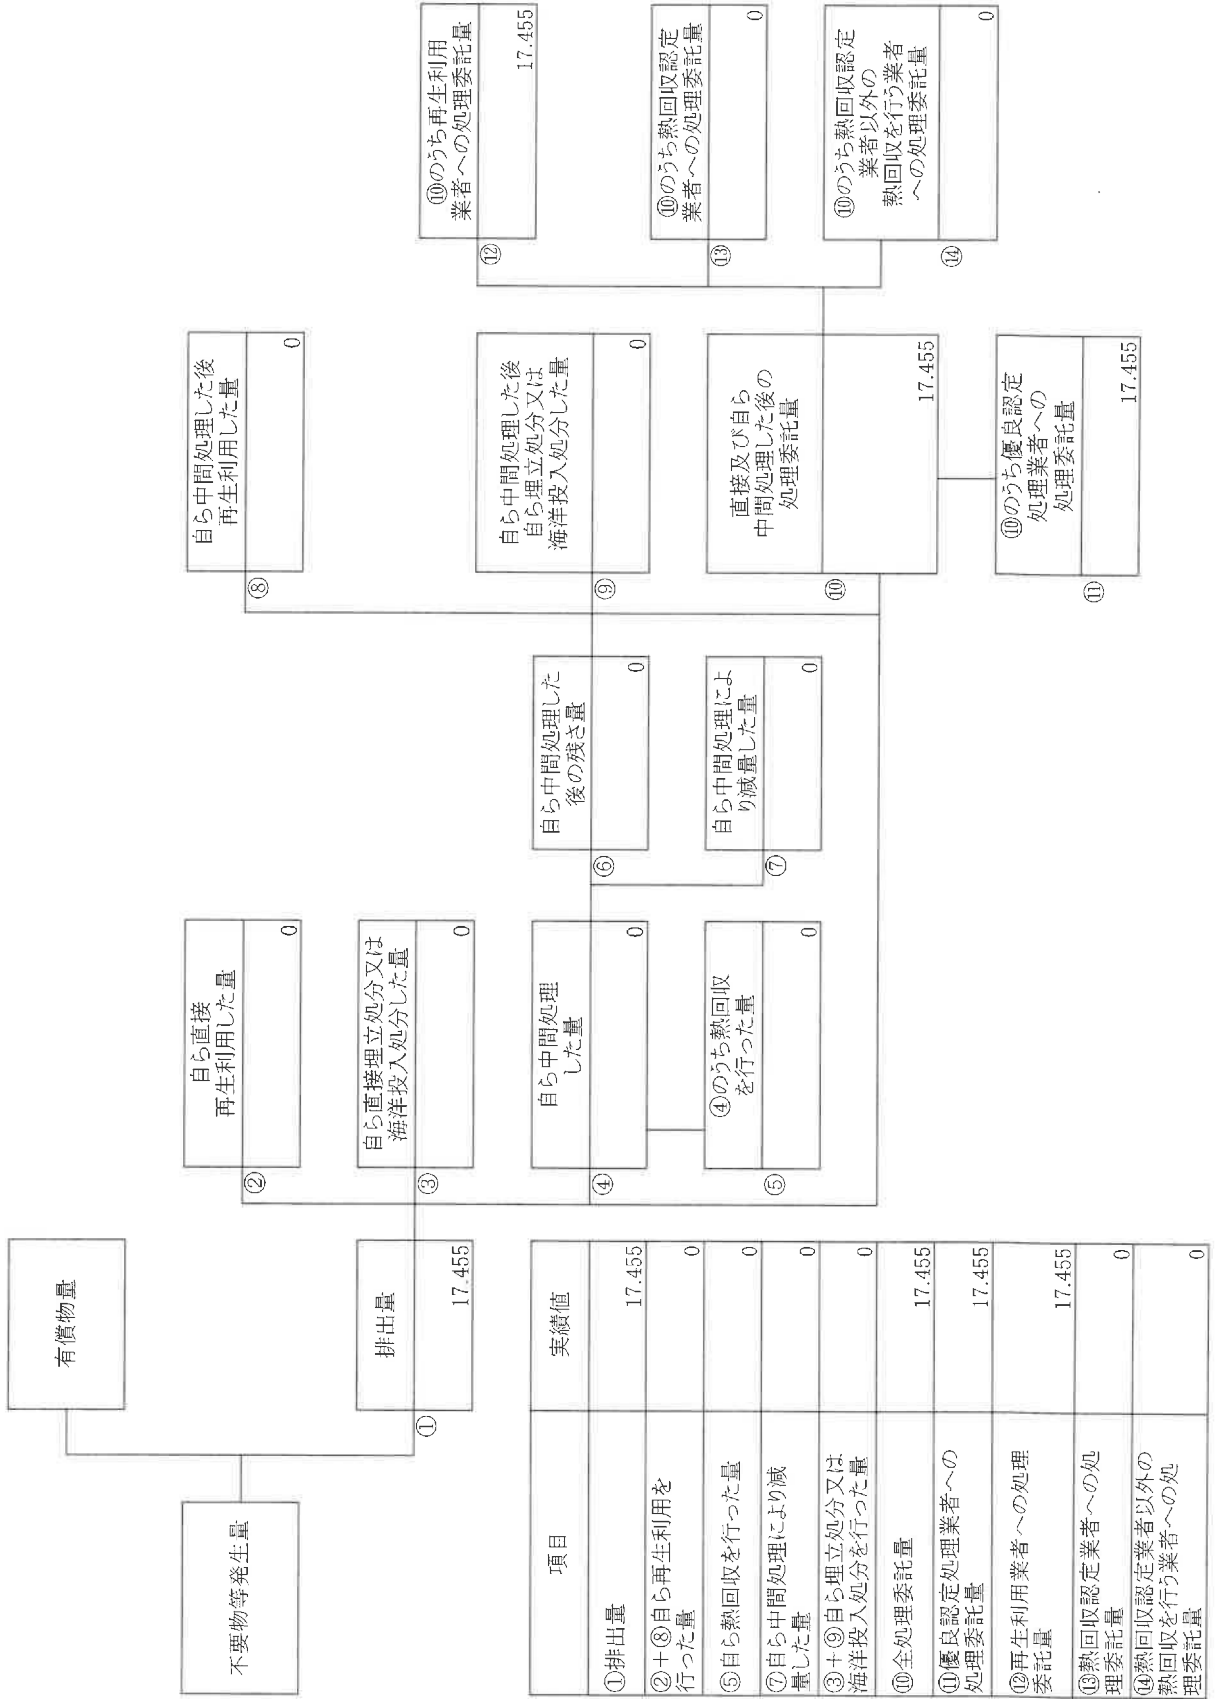 不要物等発生量
有償物量
①
排出量
17.455
②
自ら直接
再生利用した量
0
③
自ら直接埋立処分又は
海洋投入処分した量
0
④
自ら中間処理
した量
0
⑤
④のうち熱回収
を行った量
0
⑥
自ら中間処理した
後の残さ量
0
⑦
自ら中間処理によ
り減量した量
0
⑧
自ら中間処理した後
再生利用した量
0
⑨
自ら中間処理した後
自ら埋立処分又は
海洋投入処分した量
0
⑩
直接及び自ら
中間処理した後の
処理委託量
17.455
⑪
⑩のうち優良認定
処理業者への
処理委託量
17.455
⑫
⑩のうち再生利用
業者への処理委託量
17.455
⑬
⑩のうち熱回収認定
業者への処理委託量
0
⑭
⑩のうち熱回収認定
業者以外の
熱回収を行う業者
への処理委託量
0
項目 実績値
①排出量 17.455
②+⑧自ら再生利用を
行った量 0
⑤自ら熱回収を行った量 0
⑦自ら中間処理により減
量した量 0
③+⑨自ら埋立処分又は
海洋投入処分を行った量 0
⑩全処理委託量 17.455
⑪優良認定処理業者への
処理委託量 17.455
⑫再生利用業者への処理
委託量 17.455
⑬熱回収認定業者への処
理委託量 0
⑭熱回収認定業者以外の
熱回収を行う業者への処
理委託量 0